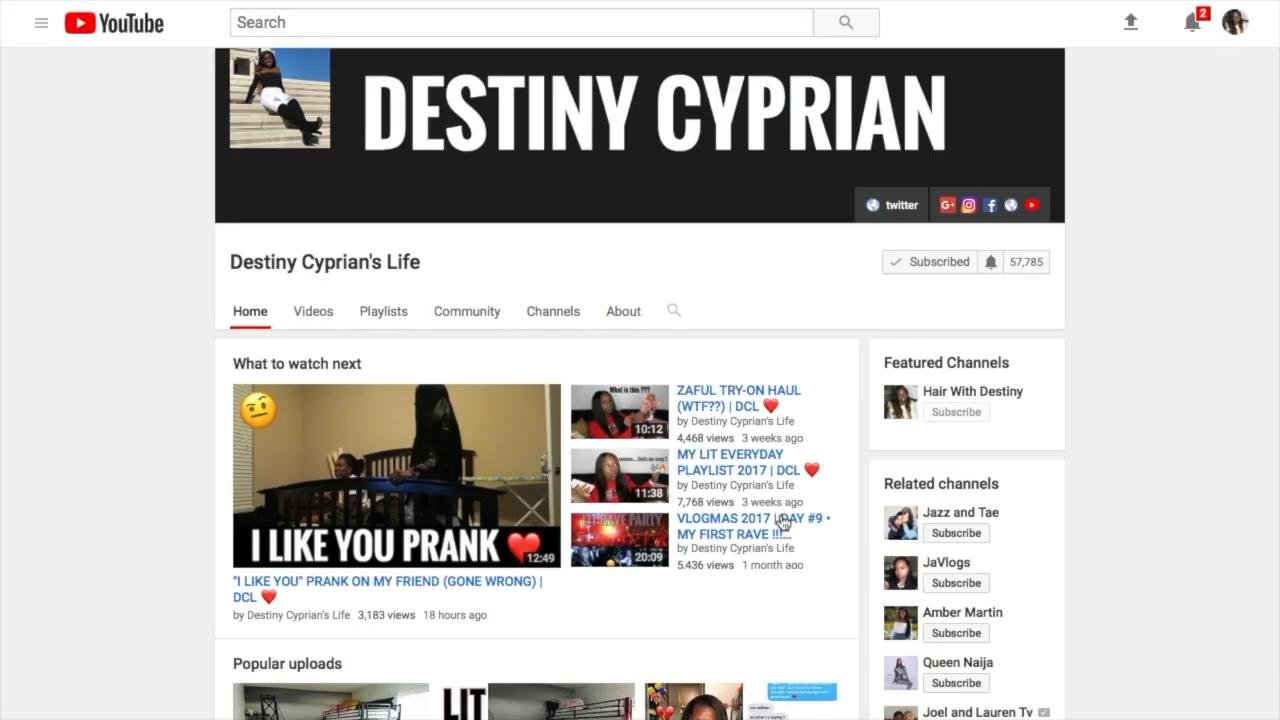 YouTube
Search
2
DESTINY CYPRIAN
twitter
Destiny Cyprian's Life
Subscribed
57,785
Home
Videos
Playlists
Community
Channels
About
What to watch next
I LIKE YOU PRANK
12:49
"I LIKE YOU" PRANK ON MY FRIEND (GONE WRONG) |
DCL ❤️
by Destiny Cyprian's Life 3,183 views 18 hours ago
What is this ???
10:12
ZAFUL TRY-ON HAUL
(WTF??) | DCL ❤️
by Destiny Cyprian's Life
4,468 views 3 weeks ago
11:38
MY LIT EVERYDAY
PLAYLIST 2017 | DCL ❤️
by Destiny Cyprian's Life
7,768 views 3 weeks ago
20:09
VLOGMAS 2017 | DAY #9 •
MY FIRST RAVE !!!...
by Destiny Cyprian's Life
5,436 views 1 month ago
Popular uploads
LIT
Featured Channels
Hair With Destiny
Subscribe
Related channels
Jazz and Tae
Subscribe
JaVlogs
Subscribe
Amber Martin
Subscribe
Queen Naija
Subscribe
Joel and Lauren Tv